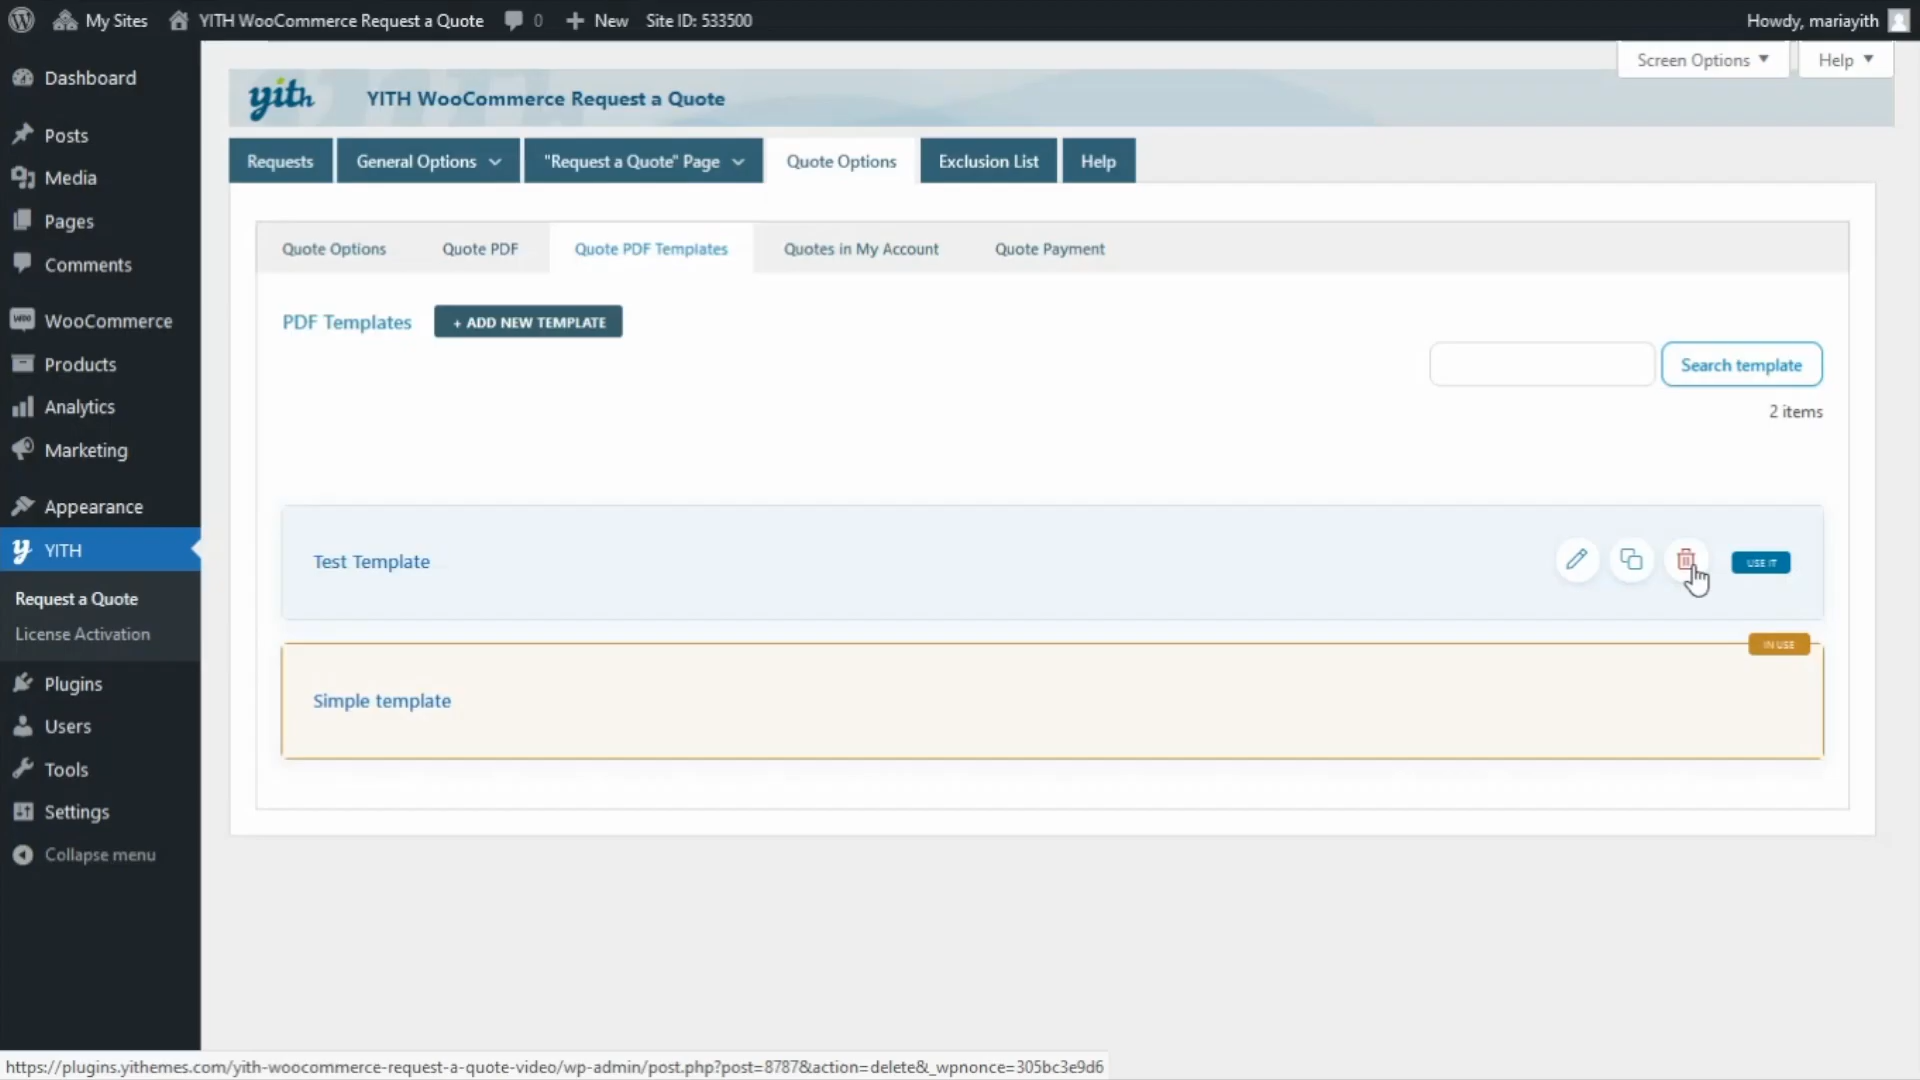 My Sites
YITH WooCommerce Request a Quote
0
New
Site ID: 533500
Howdy, mariayith
Screen Options
Help
Dashboard
Posts
Media
Pages
Comments
WooCommerce
Products
Analytics
Marketing
Appearance
YITH
Request a Quote
License Activation
Plugins
Users
Tools
Settings
Collapse menu
yith
YITH WooCommerce Request a Quote
Requests
General Options
"Request a Quote" Page
Quote Options
Exclusion List
Help
Quote Options
Quote PDF
Quote PDF Templates
Quotes in My Account
Quote Payment
PDF Templates
+ ADD NEW TEMPLATE
Search template
2 items
Test Template
USE IT
IN USE
Simple template
https://plugins.yithemes.com/yith-woocommerce-request-a-quote-video/wp-admin/post.php?post=8787&action=delete&_wpnonce=305bc3e9d6